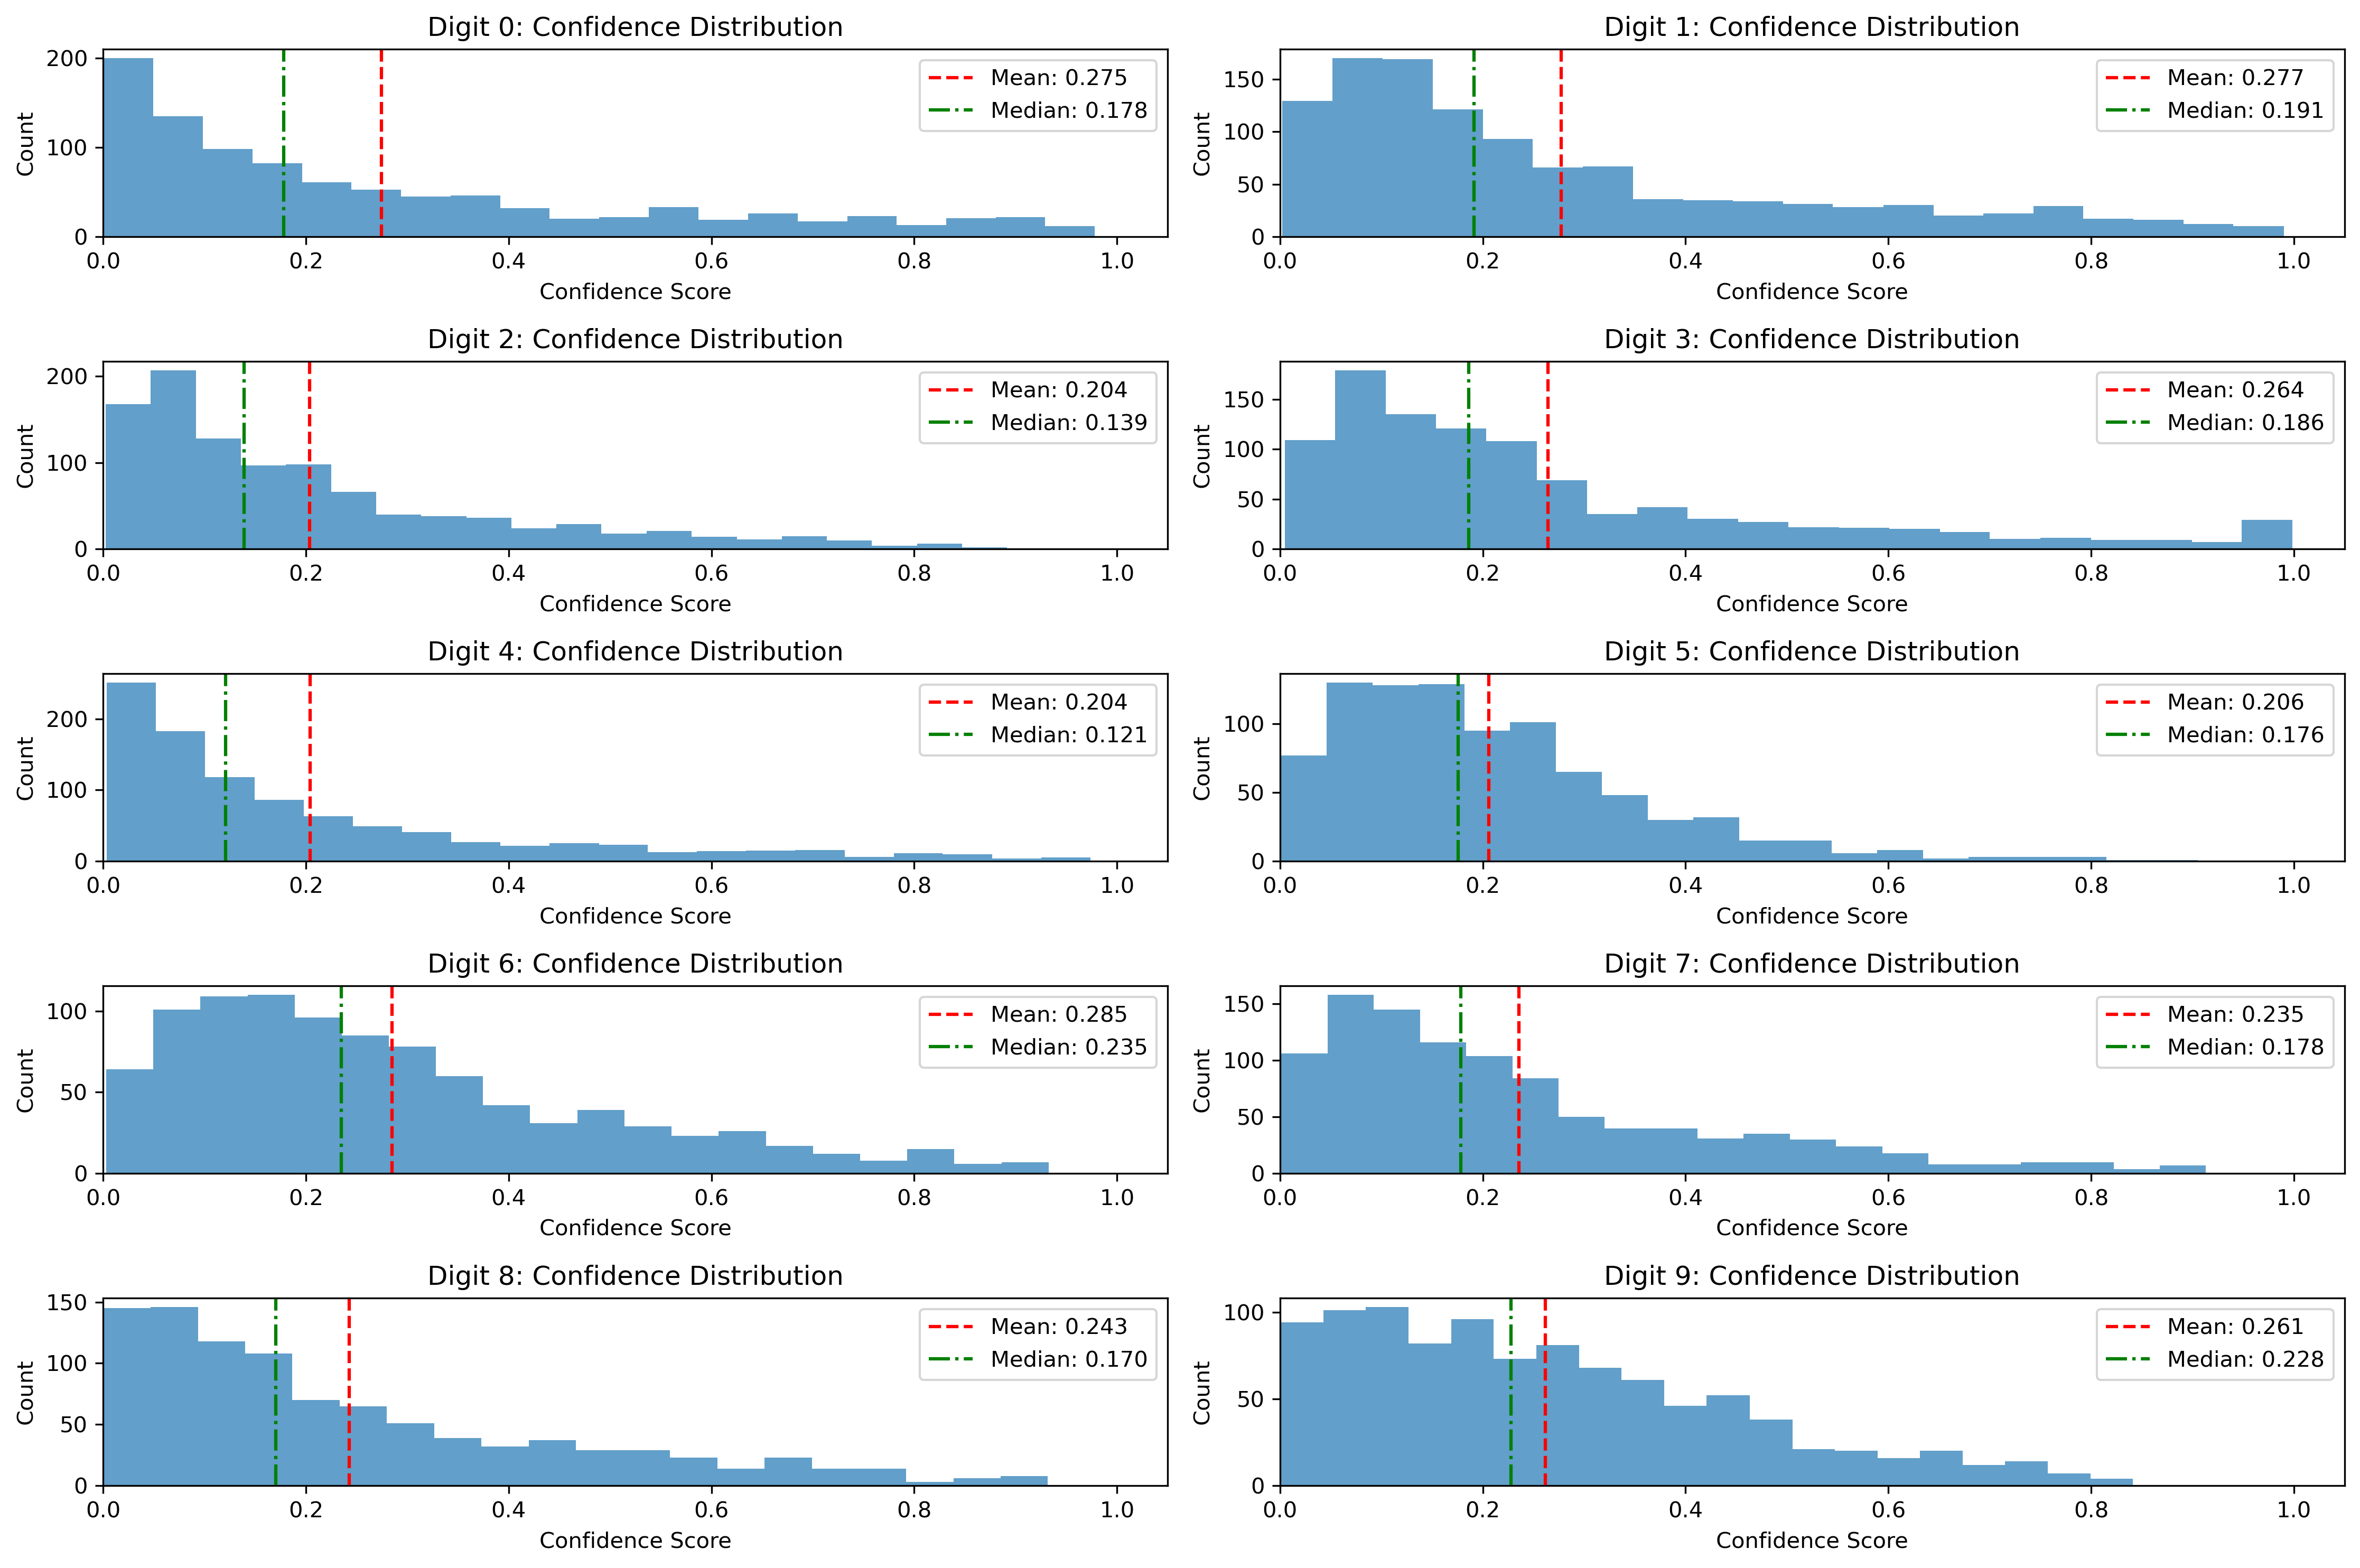 Digit 0: Confidence Distribution
200
100
0
Count
Mean: 0.275
Median: 0.178
0.0 0.2 0.4 0.6 0.8 1.0
Confidence Score
Digit 1: Confidence Distribution
150
100
50
0
Count
Mean: 0.277
Median: 0.191
0.0 0.2 0.4 0.6 0.8 1.0
Confidence Score
Digit 2: Confidence Distribution
200
100
0
Count
Mean: 0.204
Median: 0.139
0.0 0.2 0.4 0.6 0.8 1.0
Confidence Score
Digit 3: Confidence Distribution
150
100
50
0
Count
Mean: 0.264
Median: 0.186
0.0 0.2 0.4 0.6 0.8 1.0
Confidence Score
Digit 4: Confidence Distribution
200
100
0
Count
Mean: 0.204
Median: 0.121
0.0 0.2 0.4 0.6 0.8 1.0
Confidence Score
Digit 5: Confidence Distribution
100
50
0
Count
Mean: 0.206
Median: 0.176
0.0 0.2 0.4 0.6 0.8 1.0
Confidence Score
Digit 6: Confidence Distribution
100
50
0
Count
Mean: 0.285
Median: 0.235
0.0 0.2 0.4 0.6 0.8 1.0
Confidence Score
Digit 7: Confidence Distribution
150
100
50
0
Count
Mean: 0.235
Median: 0.178
0.0 0.2 0.4 0.6 0.8 1.0
Confidence Score
Digit 8: Confidence Distribution
150
100
50
0
Count
Mean: 0.243
Median: 0.170
0.0 0.2 0.4 0.6 0.8 1.0
Confidence Score
Digit 9: Confidence Distribution
100
50
0
Count
Mean: 0.261
Median: 0.228
0.0 0.2 0.4 0.6 0.8 1.0
Confidence Score